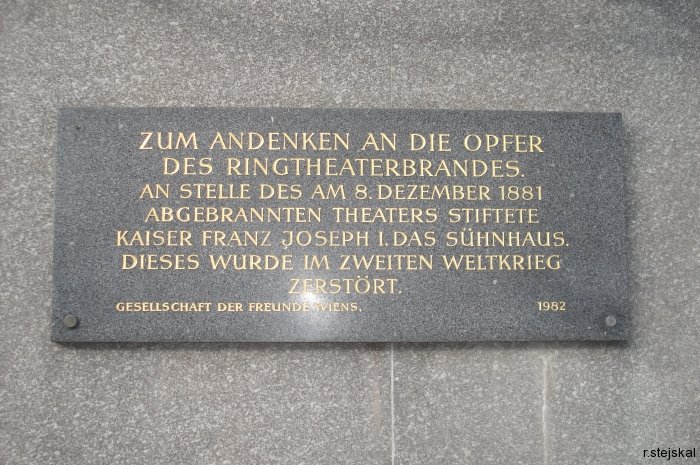 ZUM ANDENKEN AN DIE OPFER
DES RINGTHEATERBRANDES.
AN STELLE DES AM 8. DEZEMBER 1881
ABGEBRANNTEN THEATERS STIFTETE
KAISER FRANZ JOSEPH I. DAS SÜHNHAUS.
DIESES WURDE IM ZWEITEN WELTKRIEG
ZERSTÖRT.
GESELLSCHAFT DER FREUNDE WIENS, 1982
r.stejskal